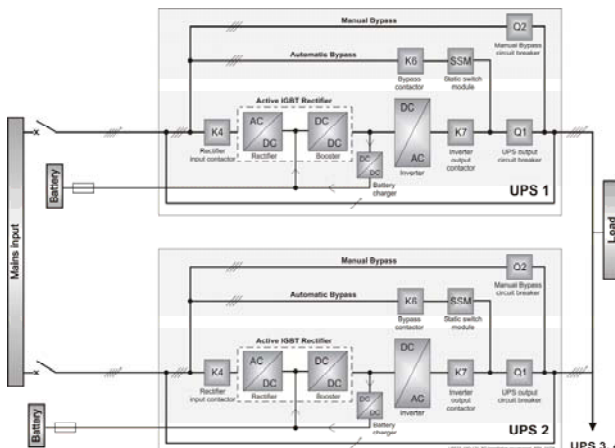 Manual Bypass
Q2
Manual Bypass
circuit breaker
Automatic Bypass
K6
SSM
Bypass
contactor
Static switch
module
Active IGBT Rectifier
Mains input
K4
AC
DC
DC
DC
DC
AC
K7
Q1
Rectifier
input contactor
Rectifier
Booster
DC
DC
Inverter
Inverter
output
contactor
UPS output
circuit breaker
Battery
Battery
charger
UPS 1
Load
Manual Bypass
Q2
Manual Bypass
circuit breaker
Automatic Bypass
K6
SSM
Bypass
contactor
Static switch
module
Active IGBT Rectifier
K4
AC
DC
DC
DC
DC
AC
K7
Q1
Rectifier
input contactor
Rectifier
Booster
DC
DC
Inverter
Inverter
output
contactor
UPS output
circuit breaker
Battery
Battery
charger
UPS 2
UPS 3